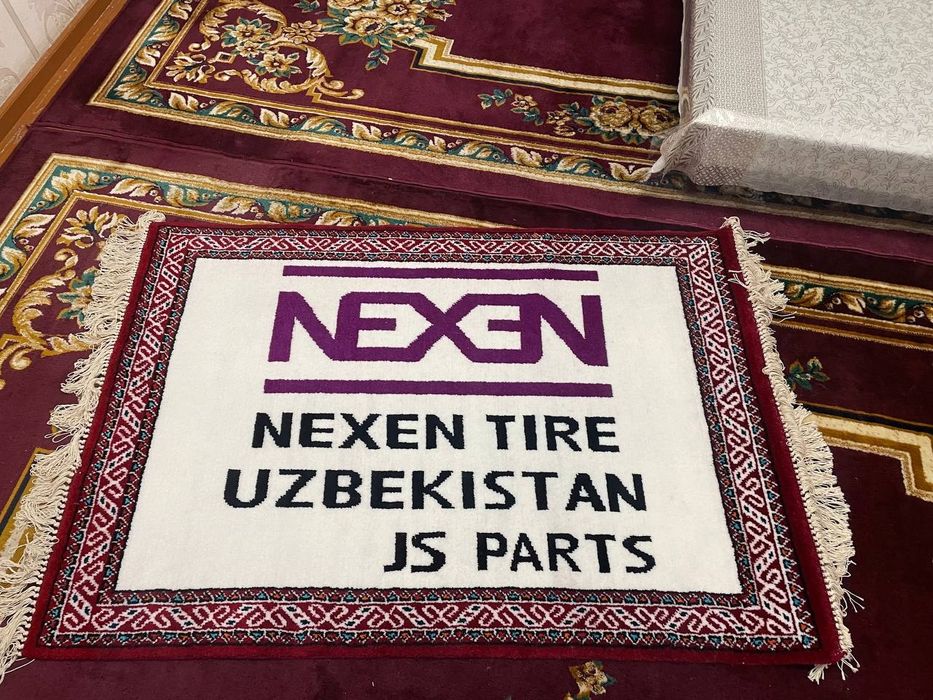 NEXEN
NEXEN TIRE
UZBEKISTAN
JS PARTS